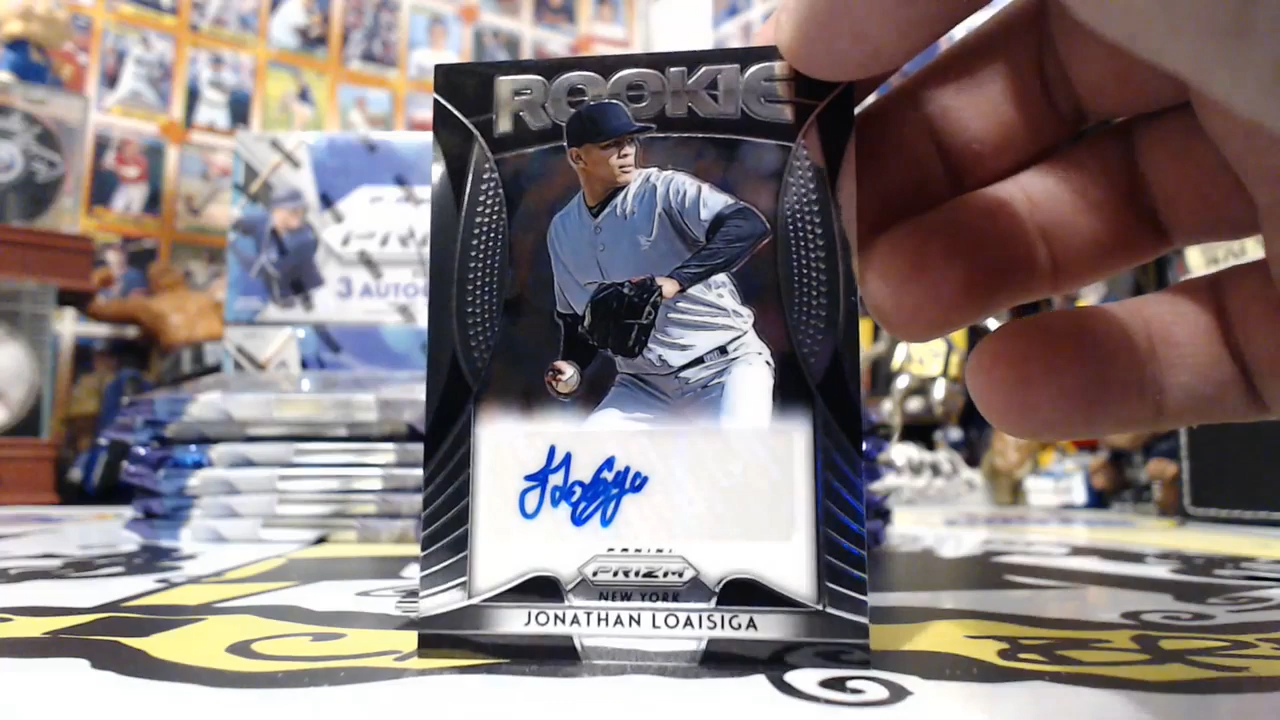 ROOKIE
3 AUTO
PANINI
PRIZM
NEW YORK
JONATHAN LOAISIGA